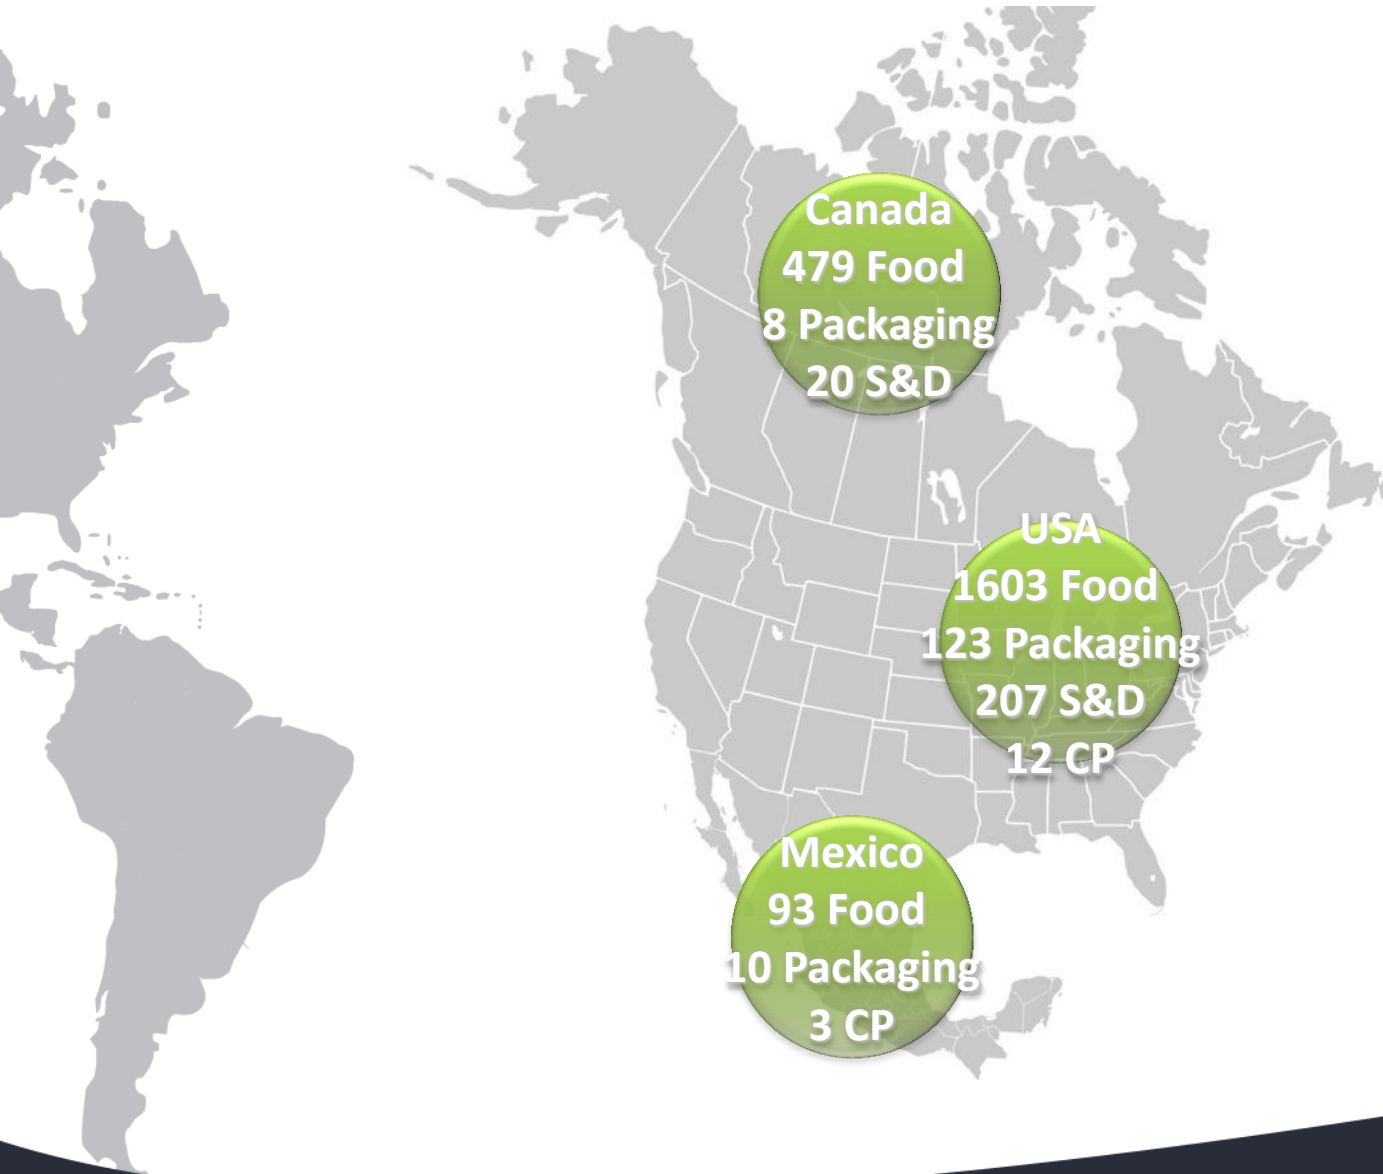 Canada
479 Food
8 Packaging
20 S&D
USA
1603 Food
123 Packaging
207 S&D
12 CP
Mexico
93 Food
10 Packaging
3 CP